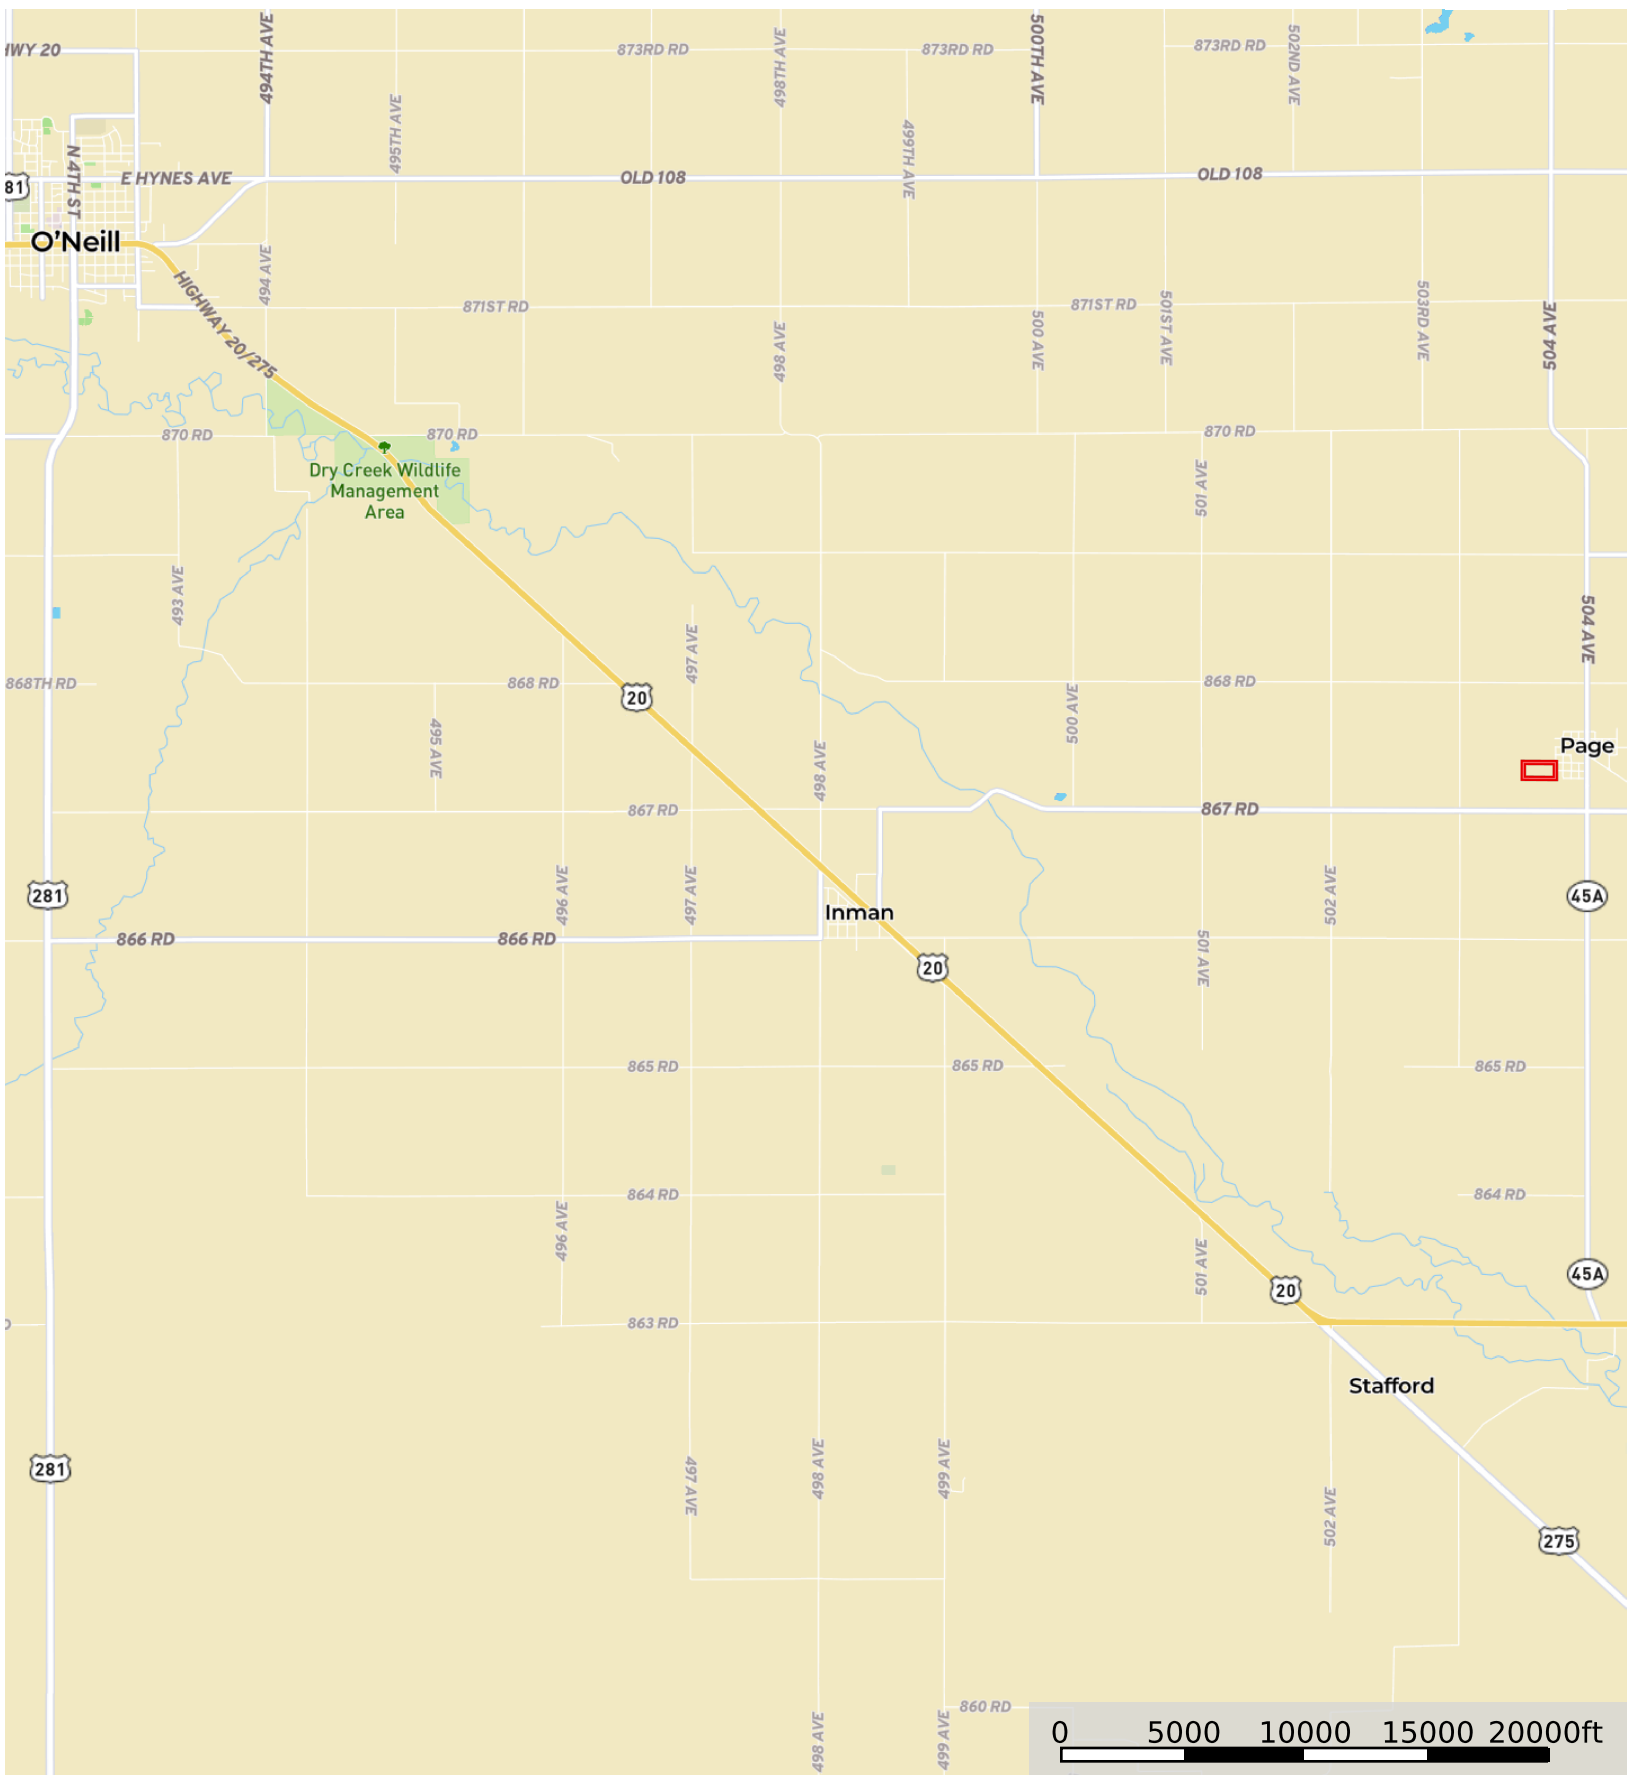 HWY 20
494TH AVE
873RD RD
498TH AVE
873RD RD
500TH AVE
873RD RD
502ND AVE
495TH AVE
499TH AVE
N 4TH ST
81
E HYNES AVE
OLD 108
OLD 108
O'Neill
HIGHWAY 20/275
494 AVE
871ST RD
498 AVE
500 AVE
871ST RD
501ST AVE
503RD AVE
504 AVE
870 RD
870 RD
870 RD
Dry Creek Wildlife
Management
Area
501 AVE
493 AVE
497 AVE
504 AVE
868TH RD
868 RD
20
868 RD
495 AVE
498 AVE
500 AVE
Page
867 RD
867 RD
281
496 AVE
497 AVE
Inman
502 AVE
45A
866 RD
866 RD
20
501 AVE
865 RD
865 RD
865 RD
864 RD
864 RD
496 AVE
501 AVE
20
45A
863 RD
Stafford
281
497 AVE
498 AVE
499 AVE
502 AVE
275
498 AVE
499 AVE
860 RD
0 5000 10000 15000 20000ft